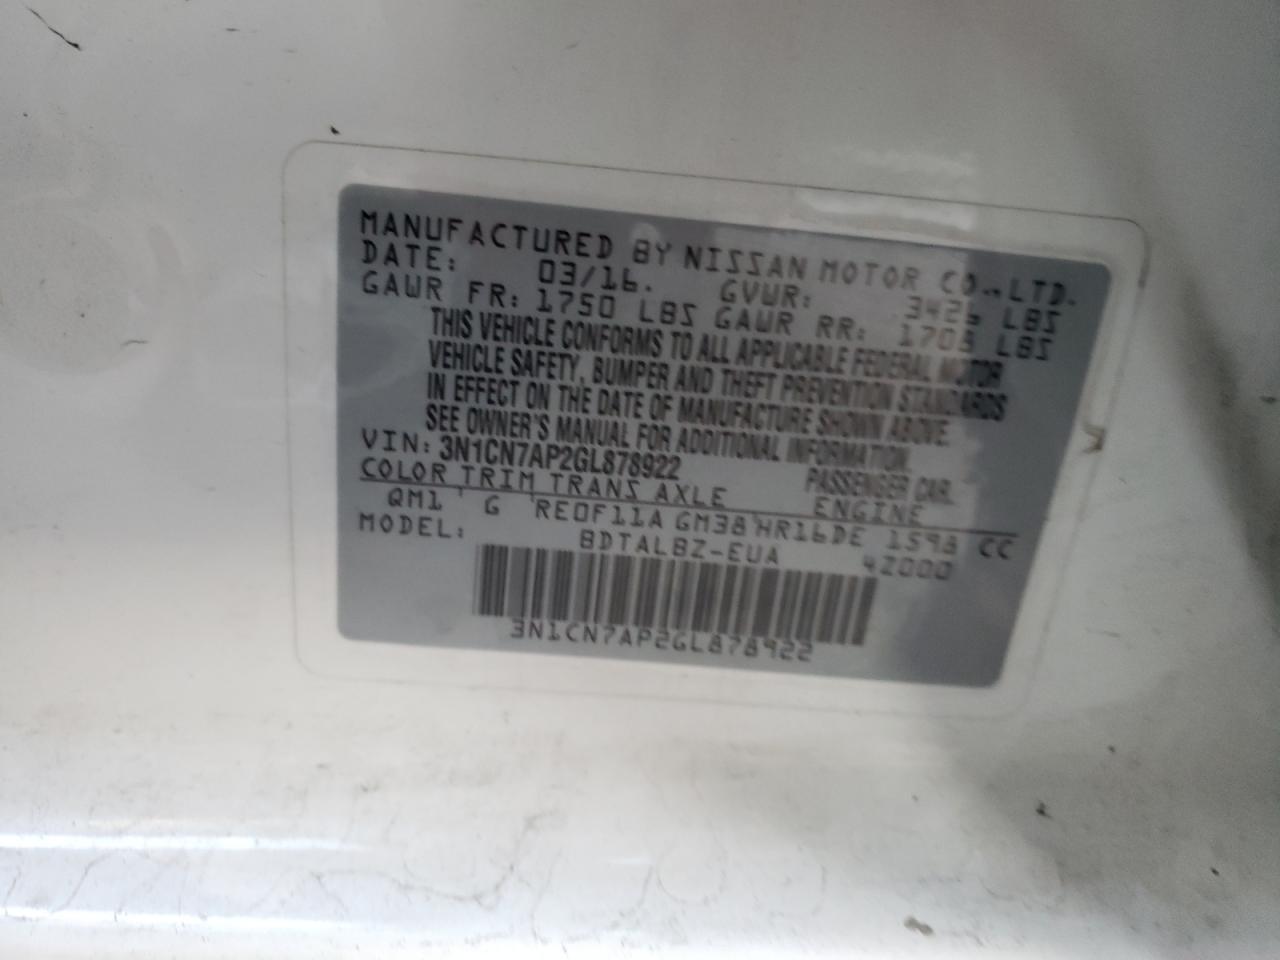 MANUFACTURED BY NISSAN MOTOR CO.,LTD.
DATE: 03/16. GVWR: 3426 LBS
GAWR FR: 1750 LBS GAWR RR: 1708 LBS
THIS VEHICLE CONFORMS TO ALL APPLICABLE FEDERAL MOTOR
VEHICLE SAFETY, BUMPER AND THEFT PREVENTION STANDARDS
IN EFFECT ON THE DATE OF MANUFACTURE SHOWN ABOVE.
SEE OWNER'S MANUAL FOR ADDITIONAL INFORMATION.
VIN: 3N1CN7AP2GL878922 PASSENGER CAR.
COLOR TRIM TRANS AXLE ENGINE
QM1 G RE0F11A GM38 HR16DE 1598 CC
MODEL: BDTALBZ-EUA 42000
3N1CN7AP2GL878922